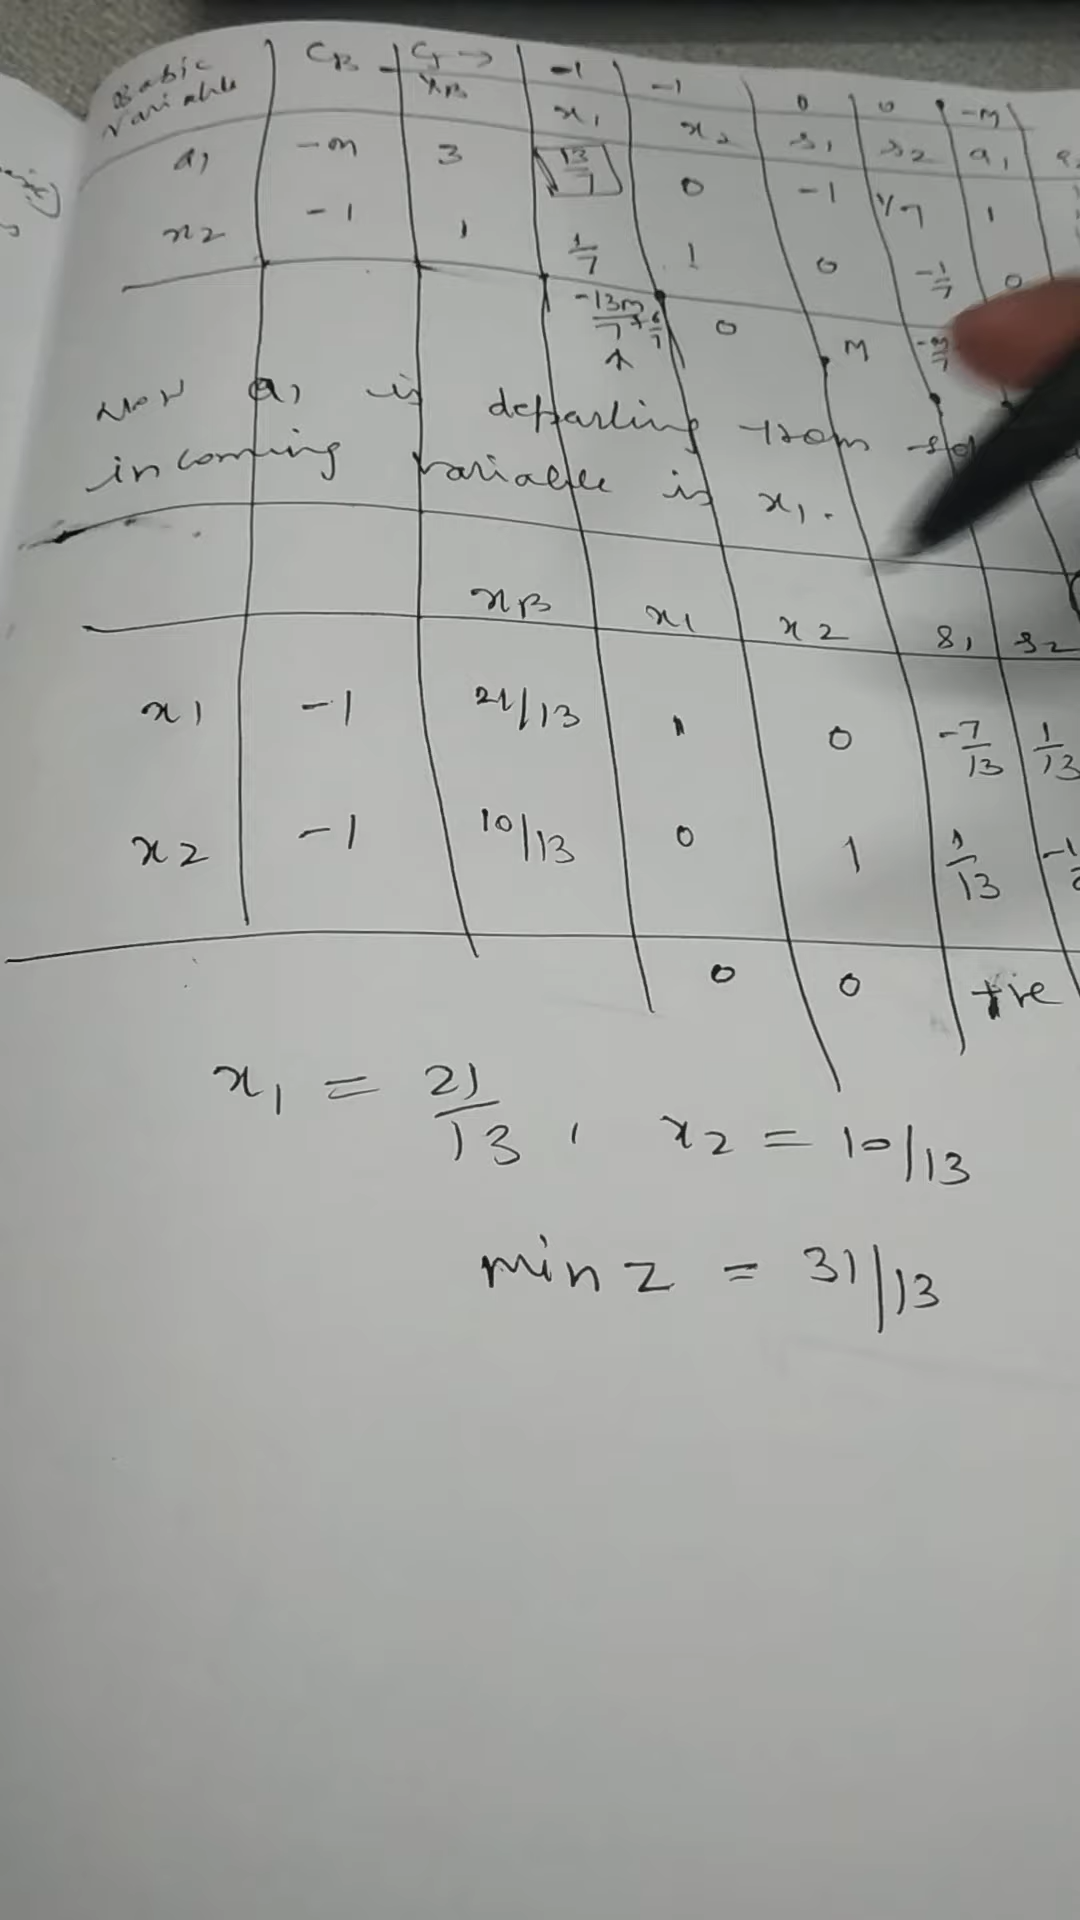 Basic variable | CB | Cj → | -1 | -1 | 0 | 0 | -M
XB | x1 | x2 | s1 | s2 | a1
a1 | -m | 3 | 13/7 | 0 | -1 | 1/7 | 1
x2 | -1 | 1 | 1/7 | 1 | 0 | -1/7 | 0
-13m/7+6/7 ↑ | 0 | M
Now a1 is departing from
incoming variable is x1.
xB | x1 | x2 | s1 | s2
x1 | -1 | 21/13 | 1 | 0 | -7/13 | 1/13
x2 | -1 | 10/13 | 0 | 1 | 1/13
0 | 0 | +ive
x1 = 21/13 , x2 = 10/13
min z = 31/13